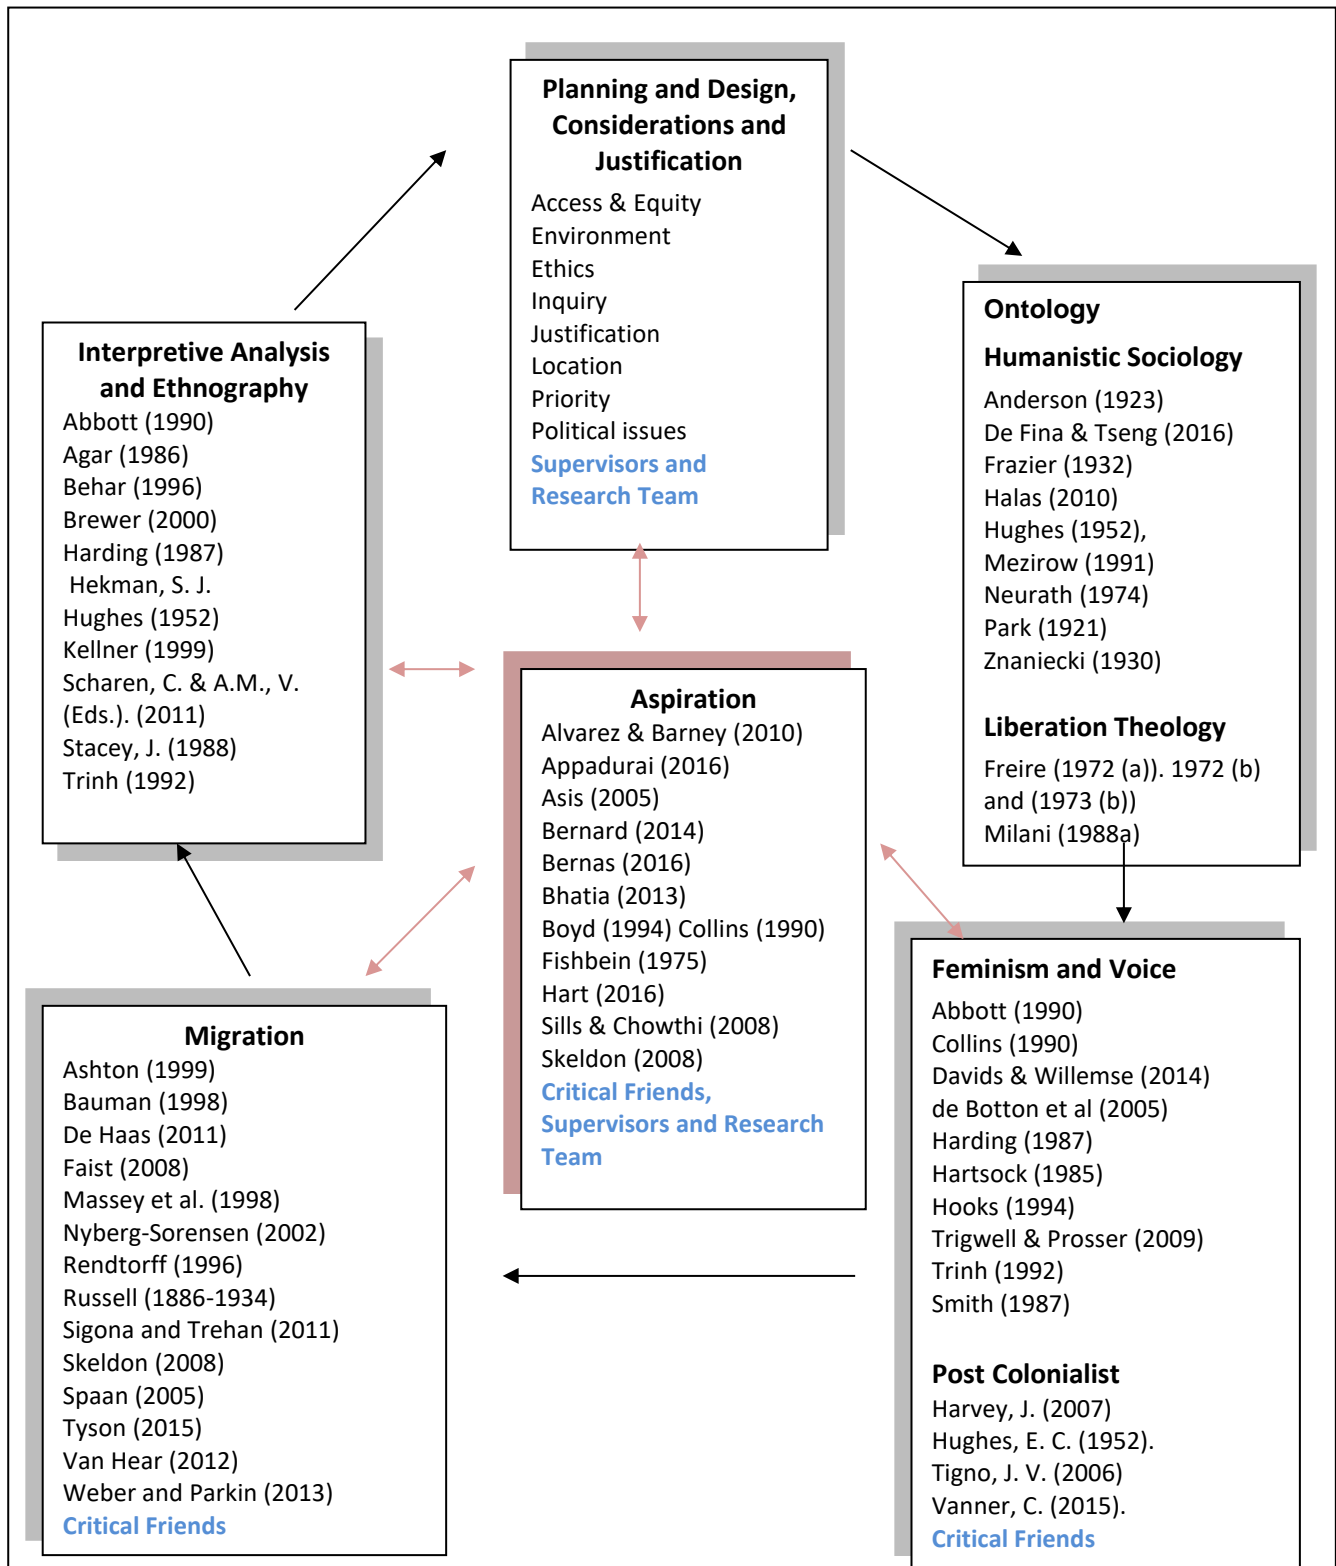 Planning and Design,
Considerations and
Justification
Access & Equity
Environment
Ethics
Inquiry
Justification
Location
Priority
Political issues
Supervisors and
Research Team
Ontology
Humanistic Sociology
Anderson (1923)
De Fina & Tseng (2016)
Frazier (1932)
Halas (2010)
Hughes (1952),
Mezirow (1991)
Neurath (1974)
Park (1921)
Znaniecki (1930)
Liberation Theology
Freire (1972 (a)). 1972 (b)
and (1973 (b))
Milani (1988a)
Interpretive Analysis
and Ethnography
Abbott (1990)
Agar (1986)
Behar (1996)
Brewer (2000)
Harding (1987)
Hekman, S. J.
Hughes (1952)
Kellner (1999)
Scharen, C. & A.M., V.
(Eds.). (2011)
Stacey, J. (1988)
Trinh (1992)
Aspiration
Alvarez & Barney (2010)
Appadurai (2016)
Asis (2005)
Bernard (2014)
Bernas (2016)
Bhatia (2013)
Boyd (1994) Collins (1990)
Fishbein (1975)
Hart (2016)
Sills & Chowthi (2008)
Skeldon (2008)
Critical Friends,
Supervisors and Research
Team
Feminism and Voice
Abbott (1990)
Collins (1990)
Davids & Willemse (2014)
de Botton et al (2005)
Harding (1987)
Hartsock (1985)
Hooks (1994)
Trigwell & Prosser (2009)
Trinh (1992)
Smith (1987)
Post Colonialist
Harvey, J. (2007)
Hughes, E. C. (1952).
Tigno, J. V. (2006)
Vanner, C. (2015).
Critical Friends
Migration
Ashton (1999)
Bauman (1998)
De Haas (2011)
Faist (2008)
Massey et al. (1998)
Nyberg-Sorensen (2002)
Rendtorff (1996)
Russell (1886-1934)
Sigona and Trehan (2011)
Skeldon (2008)
Spaan (2005)
Tyson (2015)
Van Hear (2012)
Weber and Parkin (2013)
Critical Friends